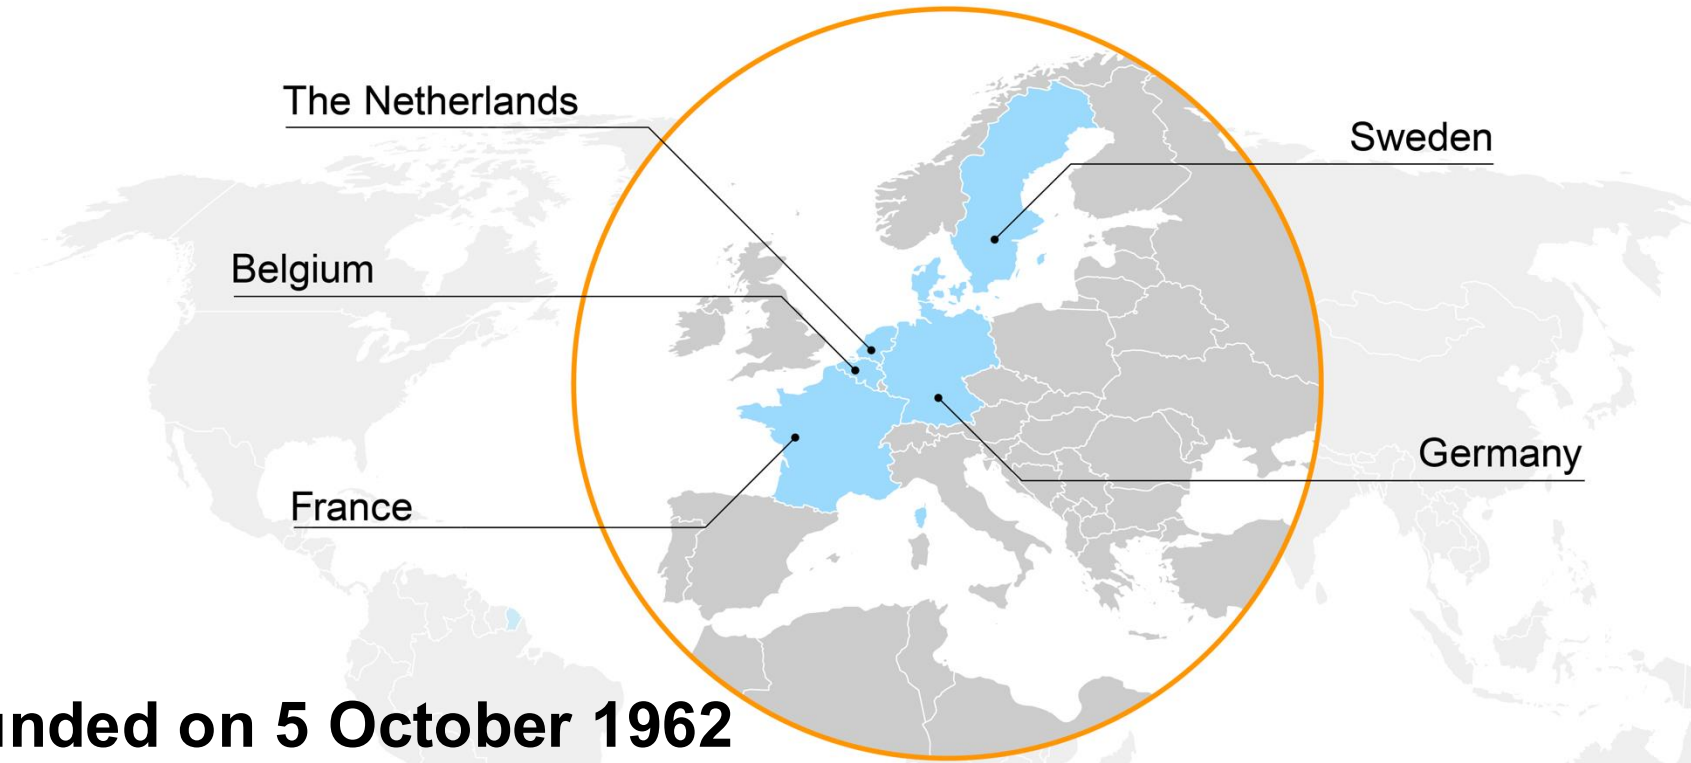 The Netherlands
Sweden
Belgium
Germany
France
unded on 5 October 1962